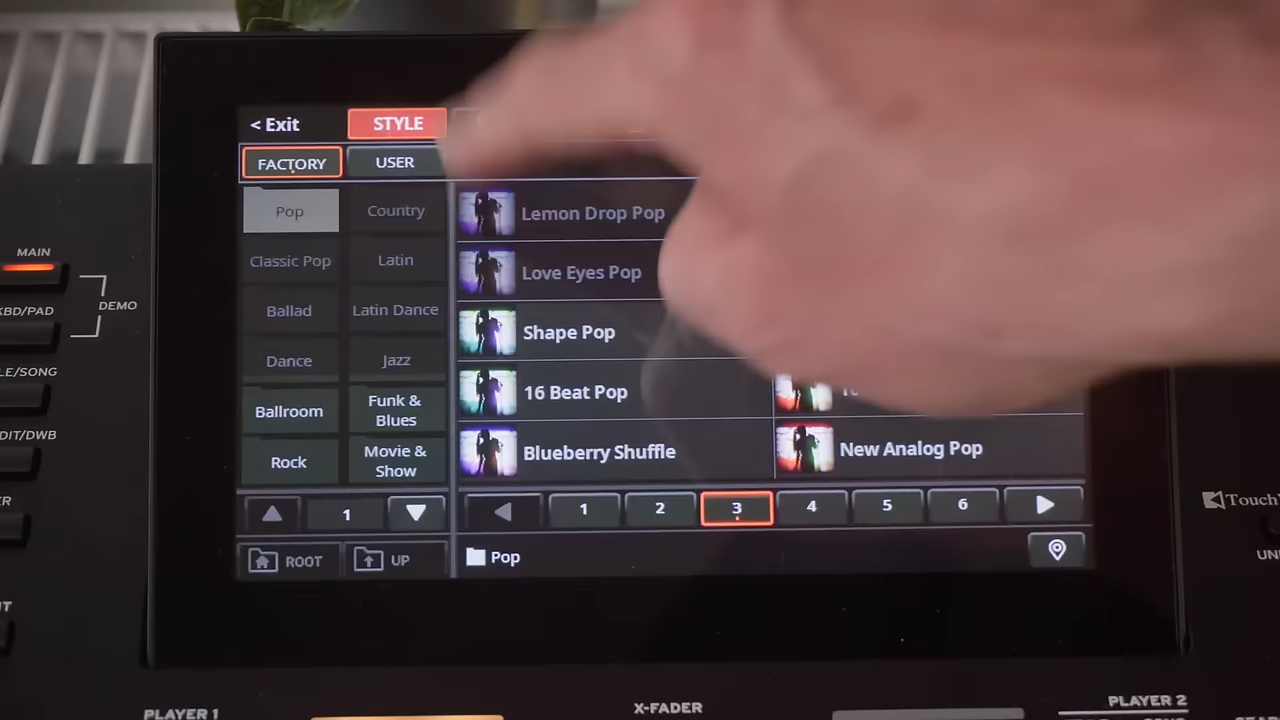 < Exit STYLE
FACTORY USER
Pop Country
Classic Pop Latin
Ballad Latin Dance
Dance Jazz
Ballroom Funk &
Blues
Rock Movie &
Show
1
ROOT UP
Lemon Drop Pop
Love Eyes Pop
Shape Pop
16 Beat Pop
Blueberry Shuffle New Analog Pop
1 2 3 4 5 6
Pop
MAIN
KBD/PAD
DEMO
LE/SONG
DIT/DWB
Touch
PLAYER 1 X-FADER PLAYER 2